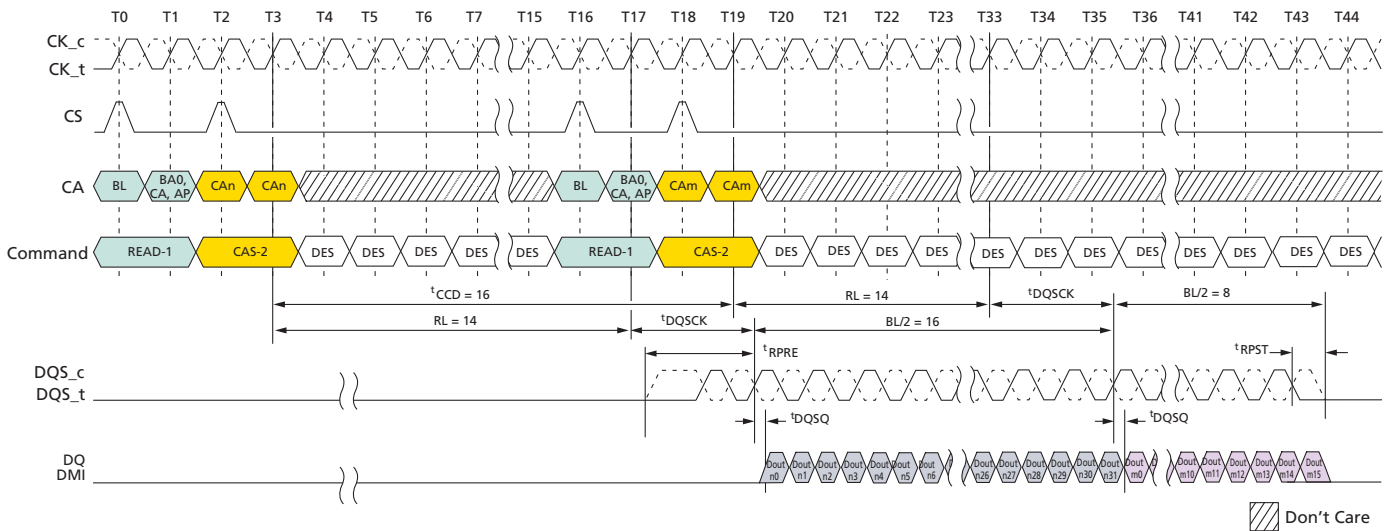 T0 T1 T2 T3 T4 T5 T6 T7 T15 T16 T17 T18 T19 T20 T21 T22 T23 T33 T34 T35 T36 T41 T42 T43 T44
CK_c
CK_t
CS
CA BL BA0, CA, AP CAn CAn BL BA0, CA, AP CAm CAm
Command READ-1 CAS-2 DES DES DES DES DES READ-1 CAS-2 DES DES DES DES DES DES DES DES DES DES DES DES
tCCD = 16 RL = 14 tDQSCK BL/2 = 8
RL = 14 tDQSCK BL/2 = 16
tRPRE tRPST
DQS_c
DQS_t
tDQSQ tDQSQ
DQ
DMI
Dout n0 Dout n1 Dout n2 Dout n3 Dout n4 Dout n5 Dout n6 Dout n26 Dout n27 Dout n28 Dout n29 Dout n30 Dout n31 Dout m0 Dout m10 Dout m11 Dout m12 Dout m13 Dout m14 Dout m15
Don't Care